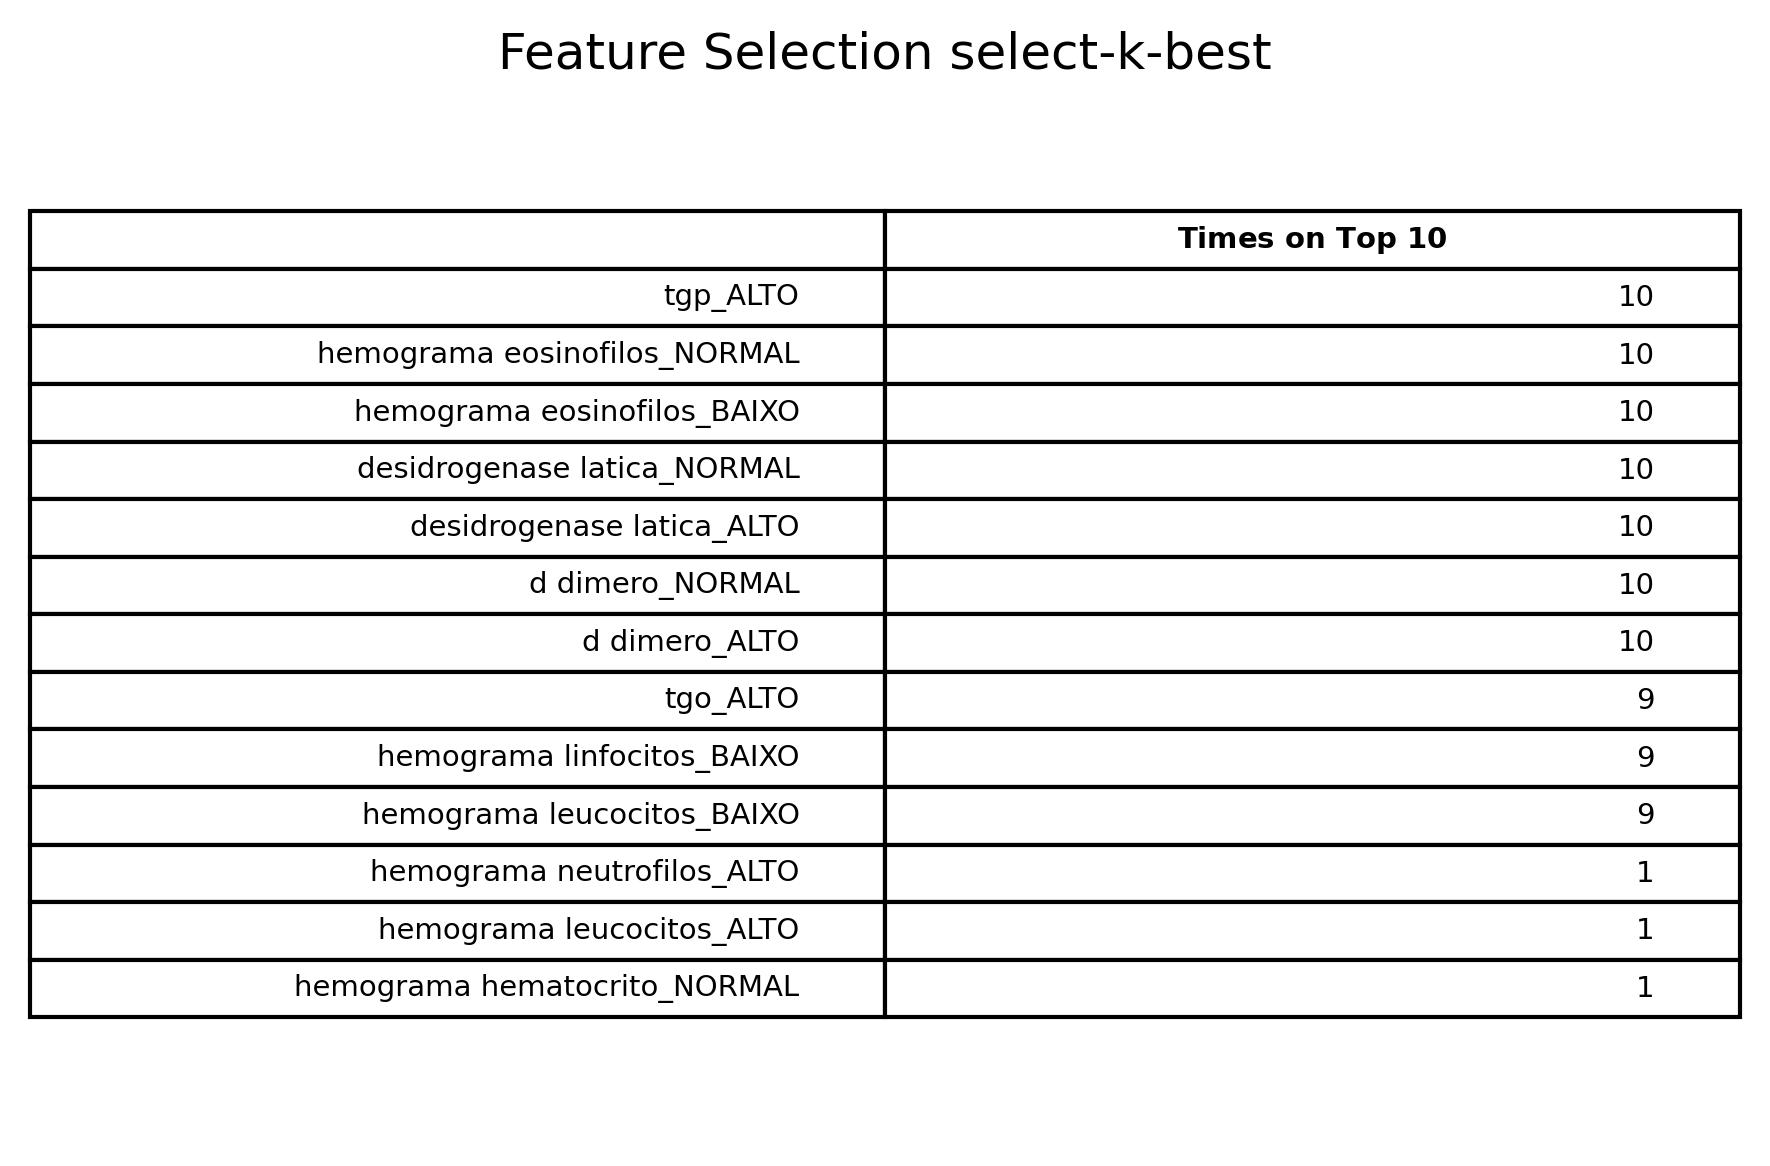 Feature Selection select-k-best
Times on Top 10
tgp_ALTO 10
hemograma eosinofilos_NORMAL 10
hemograma eosinofilos_BAIXO 10
desidrogenase latica_NORMAL 10
desidrogenase latica_ALTO 10
d dimero_NORMAL 10
d dimero_ALTO 10
tgo_ALTO 9
hemograma linfocitos_BAIXO 9
hemograma leucocitos_BAIXO 9
hemograma neutrofilos_ALTO 1
hemograma leucocitos_ALTO 1
hemograma hematocrito_NORMAL 1